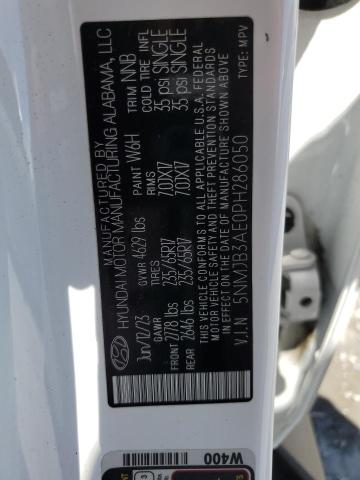 MANUFACTURED BY
HYUNDAI MOTOR MANUFACTURING ALABAMA, LLC
Jun/12/23 GVWR 4629 lbs PAINT W6H TRIM NNB
GAWR RIMS COLD TIRE INFL
FRONT 2778 lbs 235/65R17 7.0JX17 35 psi SINGLE
REAR 2646 lbs 235/65R17 7.0JX17 35 psi SINGLE
THIS VEHICLE CONFORMS TO ALL APPLICABLE U.S.A. FEDERAL
MOTOR VEHICLE SAFETY AND THEFT PREVENTION STANDARDS
IN EFFECT ON THE DATE OF MANUFACTURE SHOWN ABOVE.
V.I.N 5NMJB3AE0PH286050 TYPE: MPV
W400